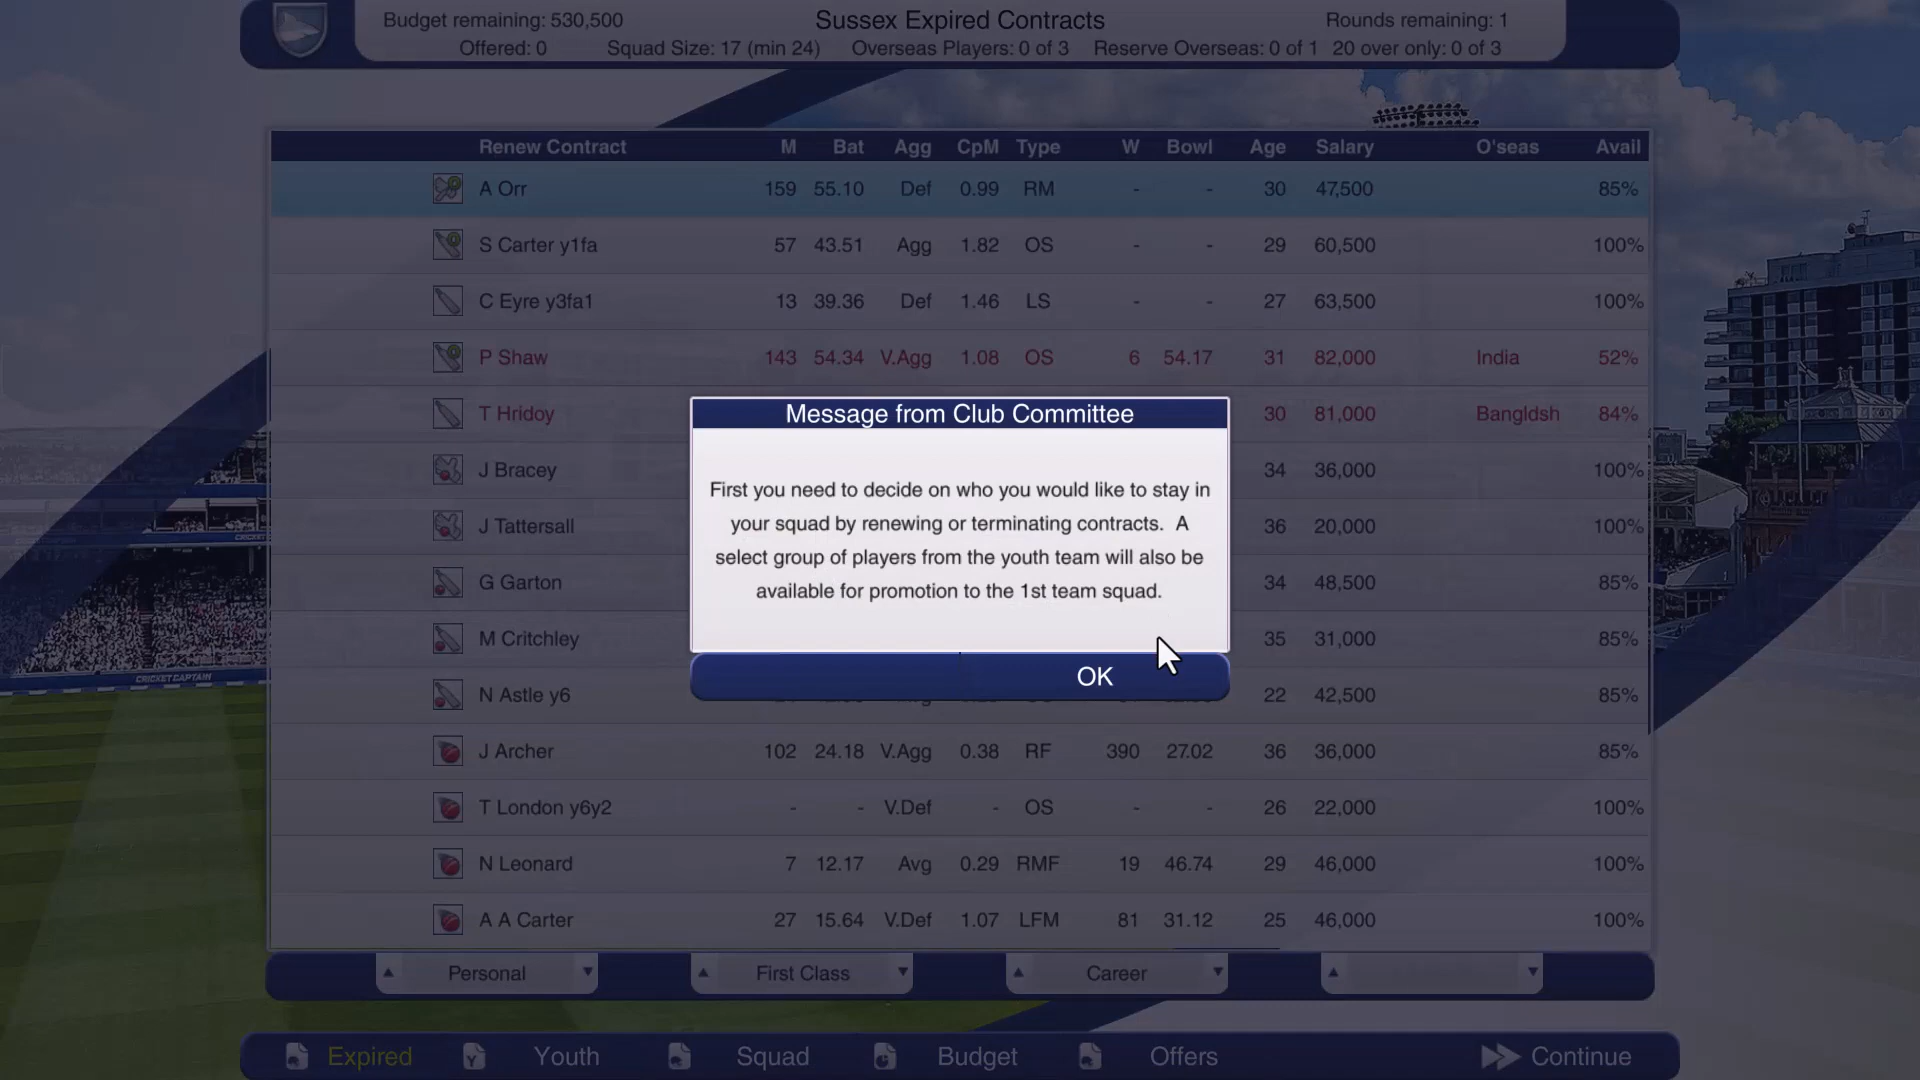 Budget remaining: 530,500 Sussex Expired Contracts Rounds remaining: 1
Offered: 0 Squad Size: 17 (min 24) Overseas Players: 0 of 3 Reserve Overseas: 0 of 1 20 over only: 0 of 3
Renew Contract M Bat Agg CpM Type W Bowl Age Salary O'seas Avail
A Orr 159 55.10 Def 0.99 RM - - 30 47,500 85%
S Carter y1fa 57 43.51 Agg 1.82 OS - - 29 60,500 100%
C Eyre y3fa1 13 39.36 Def 1.46 LS - - 27 63,500 100%
P Shaw 143 54.34 V.Agg 1.08 OS 6 54.17 31 82,000 India 52%
T Hridoy 30 81,000 Bangldsh 84%
J Bracey 34 36,000 100%
J Tattersall 36 20,000 100%
G Garton 34 48,500 85%
M Critchley 35 31,000 85%
N Astle y6 22 42,500 85%
J Archer 102 24.18 V.Agg 0.38 RF 390 27.02 36 36,000 85%
T London y6y2 - - V.Def - OS - - 26 22,000 100%
N Leonard 7 12.17 Avg 0.29 RMF 19 46.74 29 46,000 100%
A A Carter 27 15.64 V.Def 1.07 LFM 81 31.12 25 46,000 100%
Message from Club Committee
First you need to decide on who you would like to stay in
your squad by renewing or terminating contracts. A
select group of players from the youth team will also be
available for promotion to the 1st team squad.
OK
CRICKET CAPTAIN
Personal First Class Career
Expired Youth Squad Budget Offers Continue